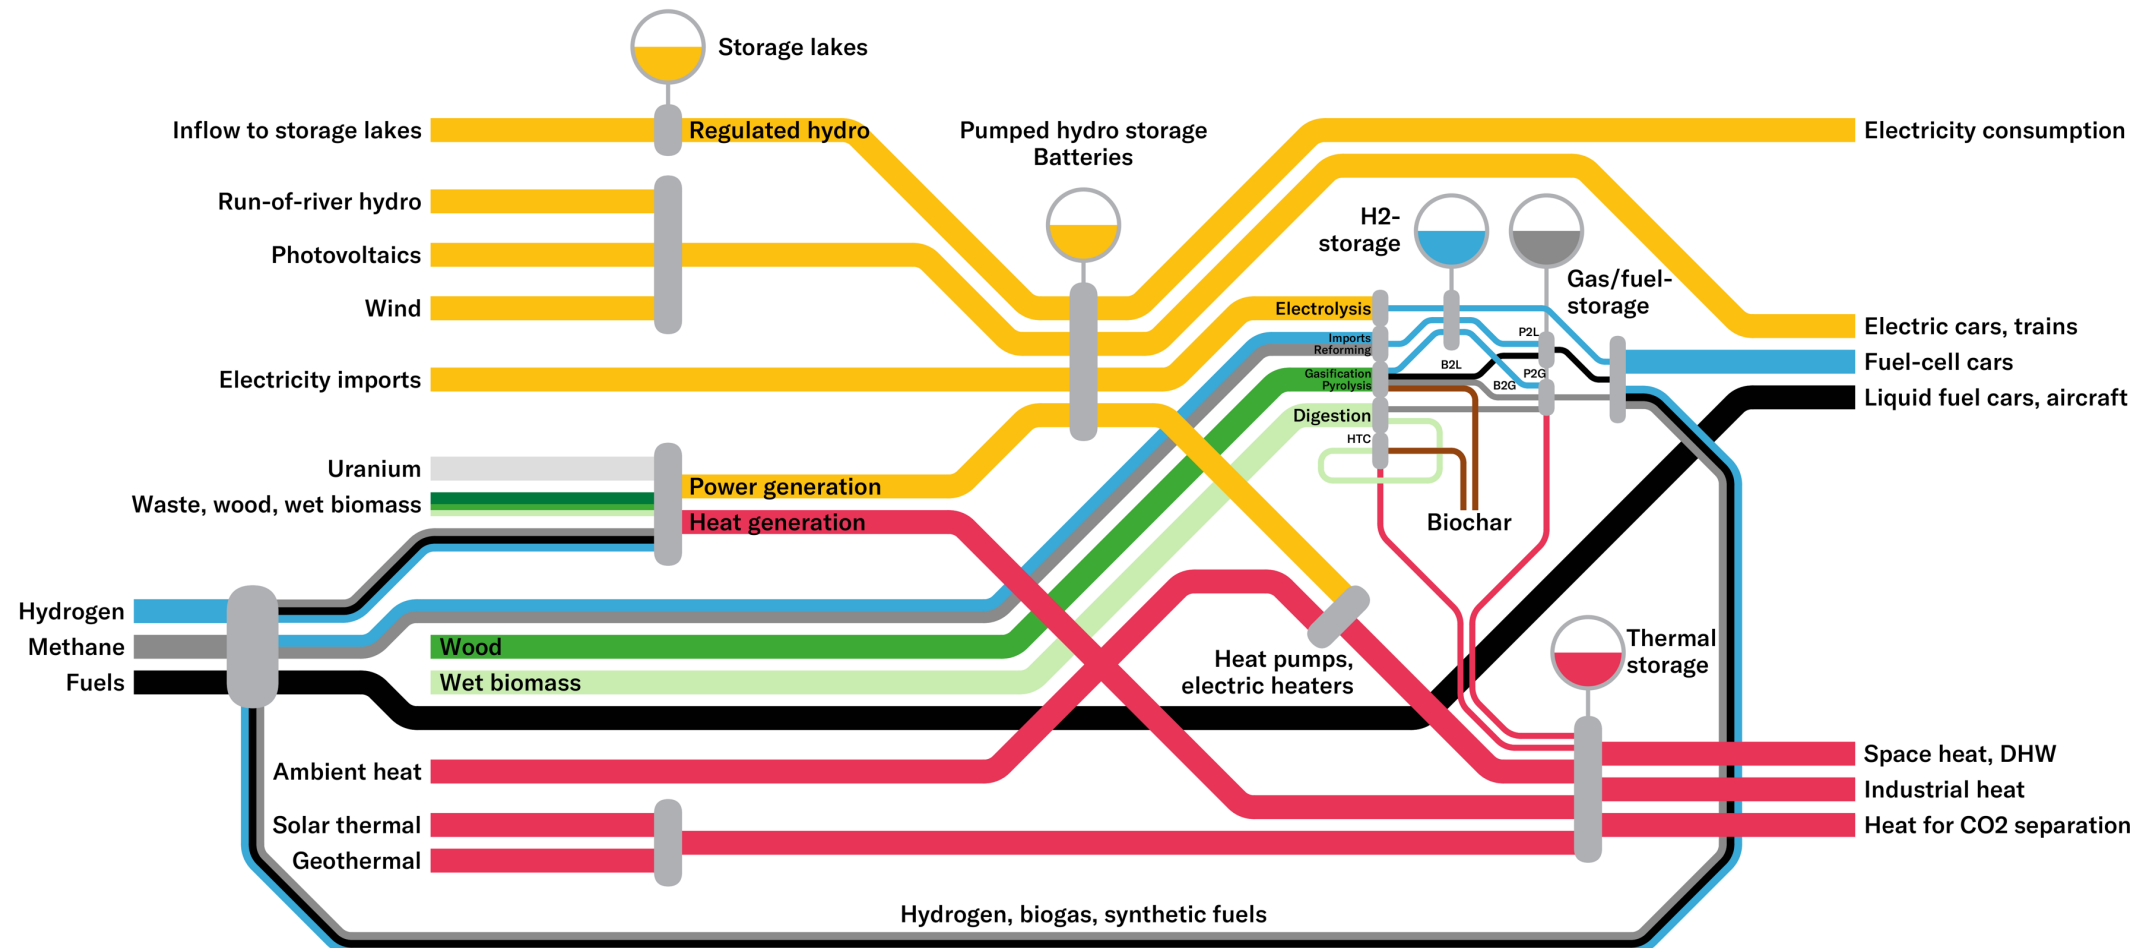 Storage lakes
Inflow to storage lakes
Regulated hydro
Pumped hydro storage
Batteries
Electricity consumption
Run-of-river hydro
H2-
storage
Photovoltaics
Gas/fuel-
storage
Wind
Electrolysis
Electric cars, trains
Imports
Reforming
P2L
Fuel-cell cars
Electricity imports
Gasification
Pyrolysis
B2L
P2G
B2G
Liquid fuel cars, aircraft
Digestion
HTC
Uranium
Power generation
Waste, wood, wet biomass
Heat generation
Biochar
Hydrogen
Methane
Wood
Fuels
Wet biomass
Heat pumps,
electric heaters
Thermal
storage
Space heat, DHW
Ambient heat
Industrial heat
Solar thermal
Heat for CO2 separation
Geothermal
Hydrogen, biogas, synthetic fuels